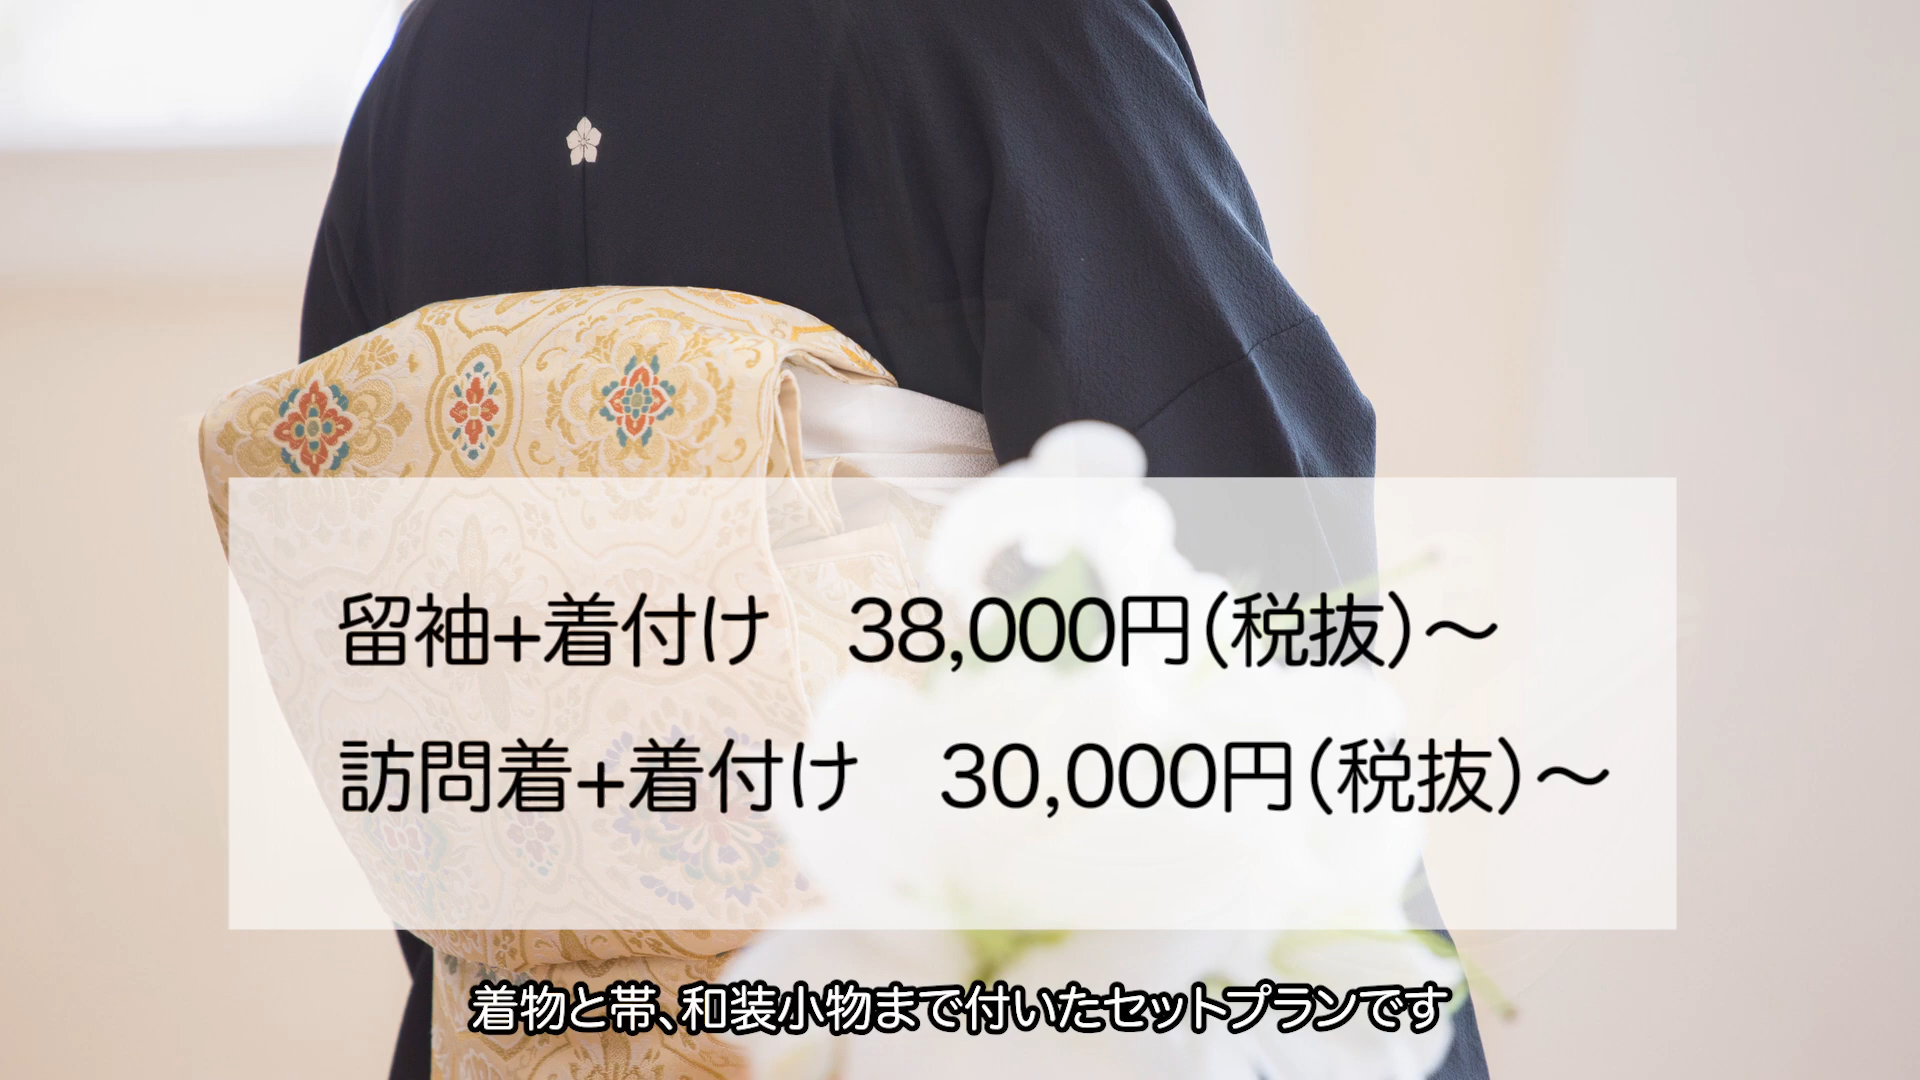 留袖+着付け　38,000円（税抜）～
訪問着+着付け　30,000円（税抜）～
着物と帯、和装小物まで付いたセットプランです